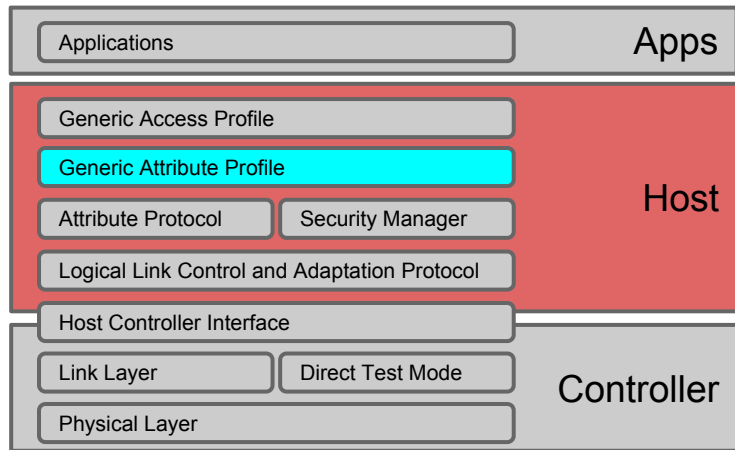 Applications
Apps
Generic Access Profile
Generic Attribute Profile
Host
Attribute Protocol
Security Manager
Logical Link Control and Adaptation Protocol
Host Controller Interface
Link Layer
Direct Test Mode
Controller
Physical Layer